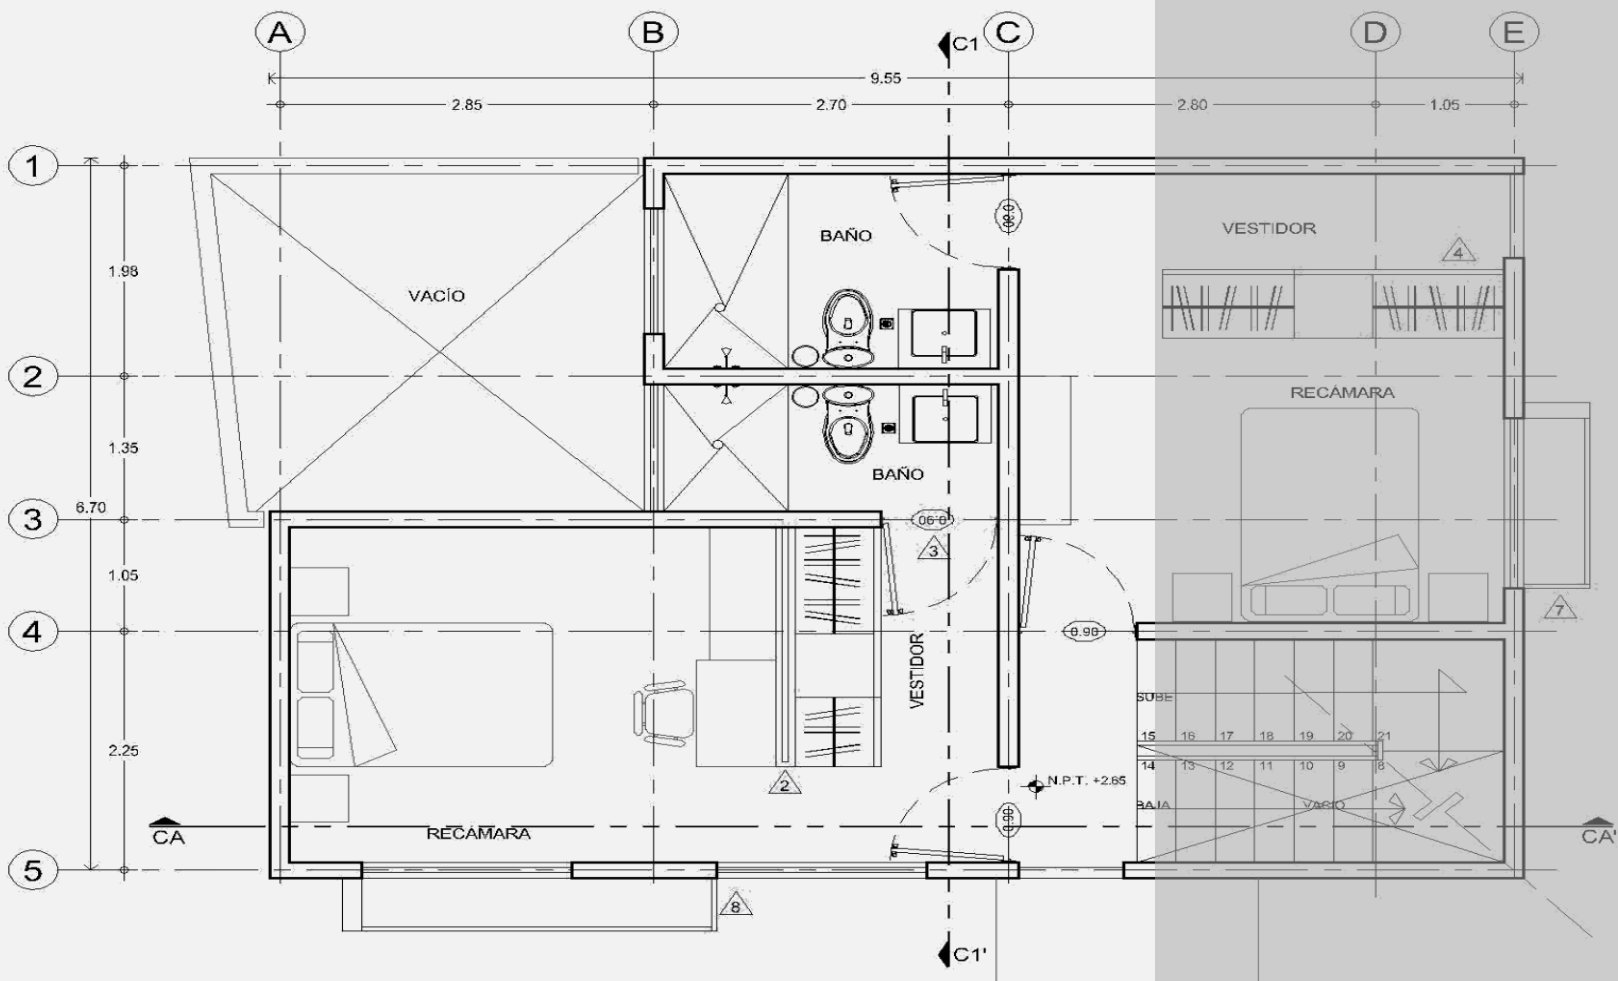 A B C1 C D E
9.55
2.85 2.70 2.80 1.05
1
1.98
BAÑO
VESTIDOR
4
VACÍO
2
RECÁMARA
1.35
BAÑO
6.70
3
0.90
3
1.05
7
4
0.90
VESTIDOR
SUBE
15 16 17 18 19 20 21
2.25
14 13 12 11 10 9 8
2
N.P.T. +2.65
BAJA
VACIO
CA
RECAMARA
CA'
5
8
C1'